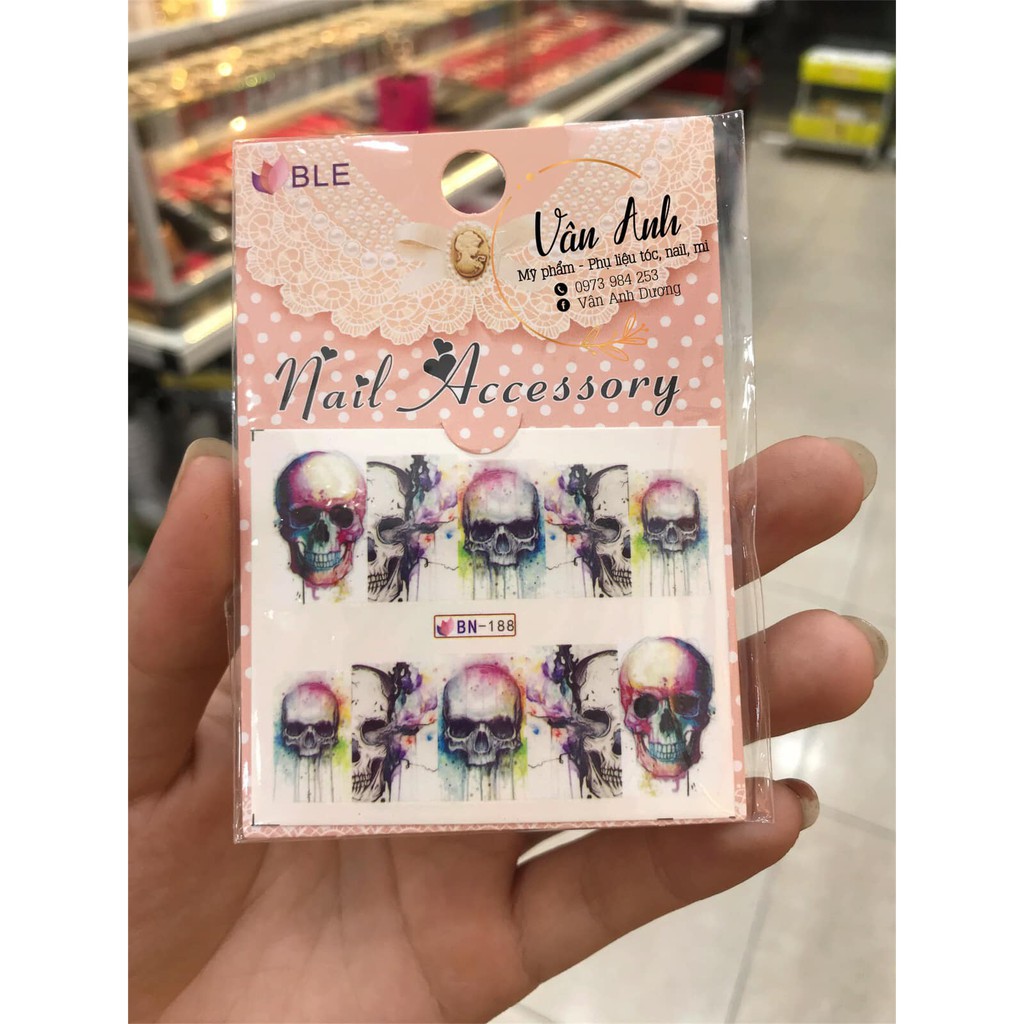 BLE
Vân Anh
Mỹ phẩm - Phụ liệu tóc, nail, mi
0973 984 253
Vân Anh Dương
Nail Accessory
BN-188